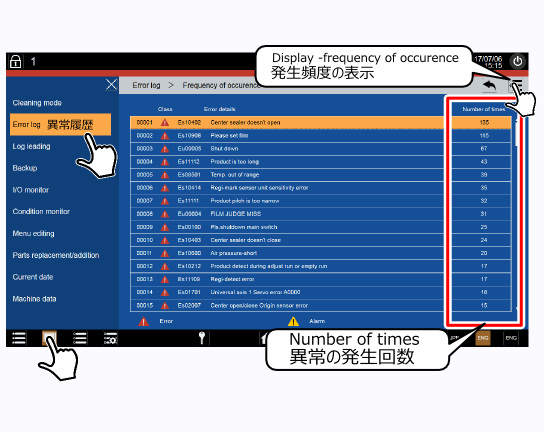 Display -frequency of occurence
発生頻度の表示
1
17/07/06
15:15
Error log > Frequency of occurence
Cleaning mode
Error log 異常履歴
Log leading
Backup
I/O monitor
Condition monitor
Menu editing
Parts replacement/addition
Current date
Machine data
Class Error details Number of times
00001 Es10402 Center sealer doesn't open 135
00002 Es10908 Please set film 115
00003 Eu00005 Shut down 67
00004 Es11112 Product is too long 43
00005 Es08501 Temp. out of range 39
00006 Es10414 Regi-mark sensor unit sensitivity error 35
00007 Es11111 Product pitch is too narrow 32
00008 Eu00004 FILM JUDGE MISS 31
00009 Es00100 Fls.shutdown main switch 25
00010 Es10403 Center sealer doesn't close 24
00011 Es10600 Air pressure-short 20
00012 Es10212 Product detect during adjust run or empty run 17
00013 Es11109 Regi-detect error 17
00014 Es01701 Universal axis 1 Servo error A0000 16
00015 Es02007 Center open/close Origin sensor error 15
Error Alarm
Number of times
異常の発生回数
JPN ENG ENG